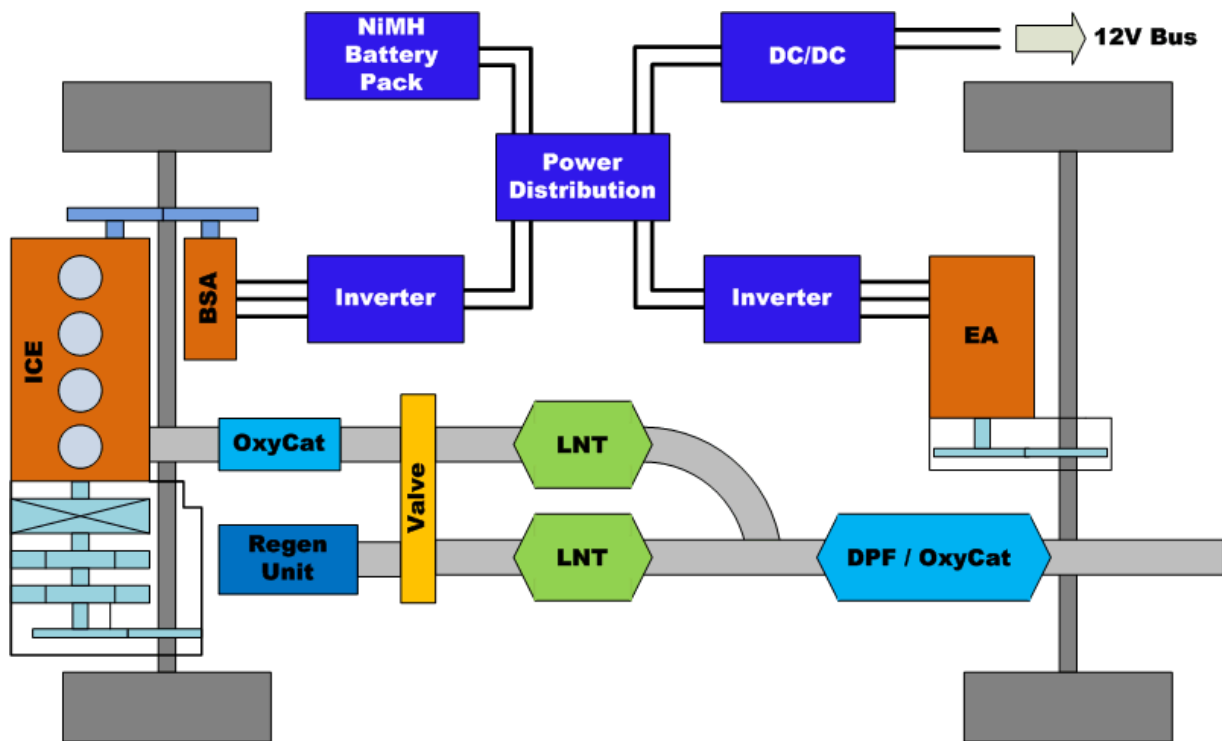 NiMH
Battery
Pack
DC/DC
12V Bus
Power
Distribution
ICE
BSA
Inverter
Inverter
EA
OxyCat
Valve
LNT
Regen
Unit
LNT
DPF / OxyCat